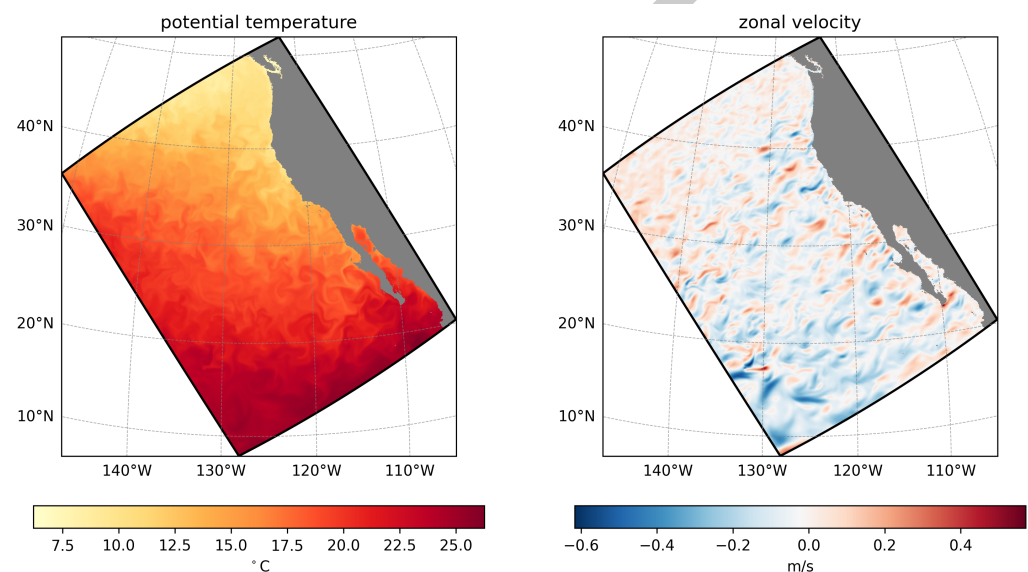 potential temperature
zonal velocity
40°N
30°N
20°N
10°N
140°W 130°W 120°W 110°W
40°N
30°N
20°N
10°N
140°W 130°W 120°W 110°W
7.5 10.0 12.5 15.0 17.5 20.0 22.5 25.0
°C
−0.6 −0.4 −0.2 0.0 0.2 0.4
m/s